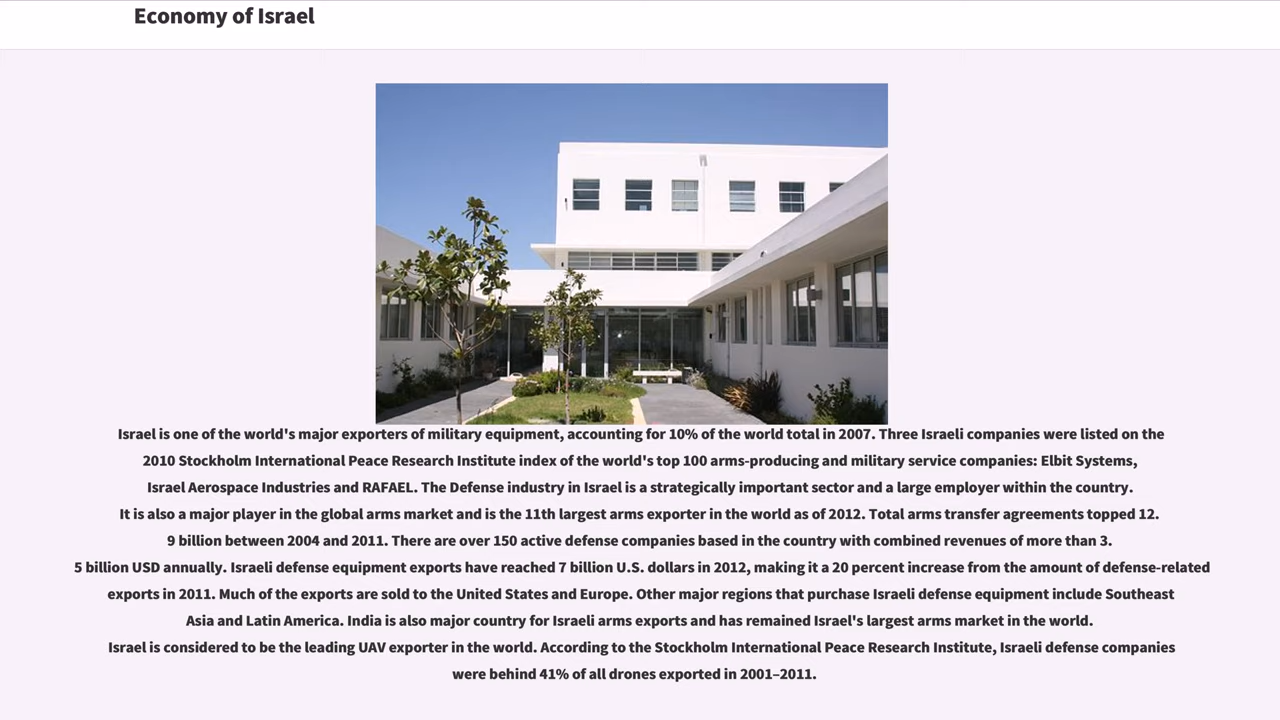 Economy of Israel
Israel is one of the world's major exporters of military equipment, accounting for 10% of the world total in 2007. Three Israeli companies were listed on the
2010 Stockholm International Peace Research Institute index of the world's top 100 arms-producing and military service companies: Elbit Systems,
Israel Aerospace Industries and RAFAEL. The Defense industry in Israel is a strategically important sector and a large employer within the country.
It is also a major player in the global arms market and is the 11th largest arms exporter in the world as of 2012. Total arms transfer agreements topped 12.
9 billion between 2004 and 2011. There are over 150 active defense companies based in the country with combined revenues of more than 3.
5 billion USD annually. Israeli defense equipment exports have reached 7 billion U.S. dollars in 2012, making it a 20 percent increase from the amount of defense-related
exports in 2011. Much of the exports are sold to the United States and Europe. Other major regions that purchase Israeli defense equipment include Southeast
Asia and Latin America. India is also major country for Israeli arms exports and has remained Israel's largest arms market in the world.
Israel is considered to be the leading UAV exporter in the world. According to the Stockholm International Peace Research Institute, Israeli defense companies
were behind 41% of all drones exported in 2001–2011.